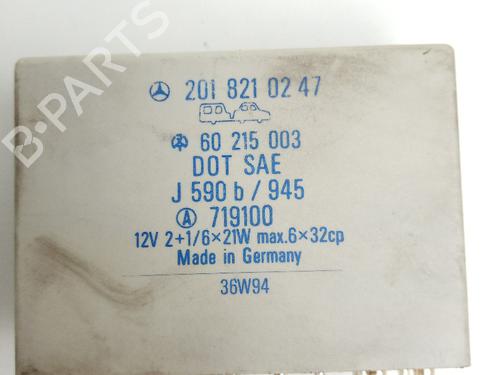 201 821 02 47
60 215 003
DOT SAE
J 590 b / 945
A 719100
12V 2+1/6×21W max.6×32cp
Made in Germany
36W94
B-Parts